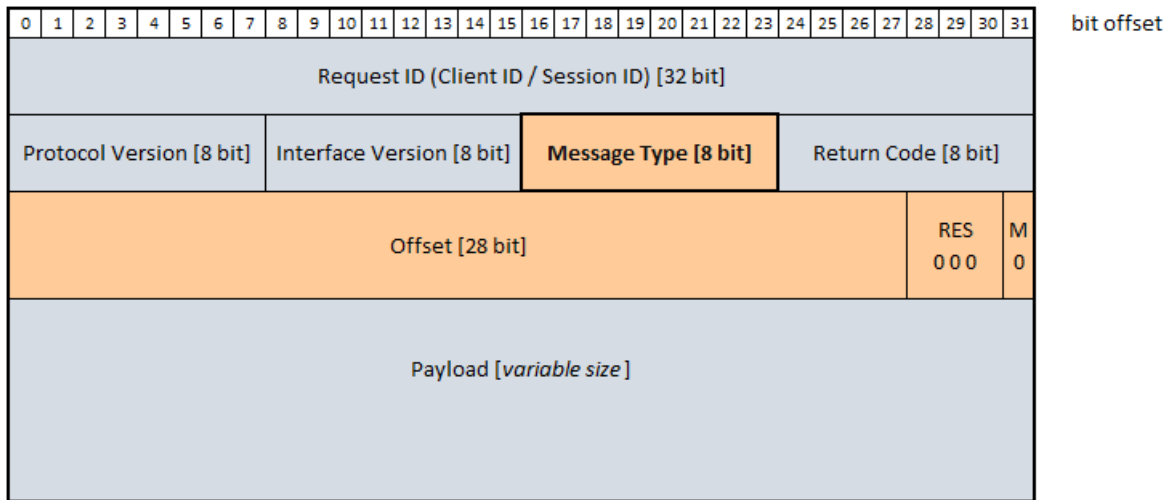 0 1 2 3 4 5 6 7 8 9 10 11 12 13 14 15 16 17 18 19 20 21 22 23 24 25 26 27 28 29 30 31 bit offset
Request ID (Client ID / Session ID) [32 bit]
Protocol Version [8 bit] Interface Version [8 bit] Message Type [8 bit] Return Code [8 bit]
Offset [28 bit] RES M
0 0 0 0
Payload [variable size]